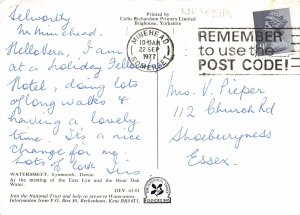 Selworthy
Nr Minehead.
Hello Vera, I am
at a holiday Fell.
Hotel, doing lots
of long walks &
having a lovely
time. It's a nice
change for me.
Lots of love Iris
WATERSMEET, Lynmouth, Devon
At the meeting of the East Lyn and the Hoar Oak
Water.
DEV. 63.81
Join the National Trust and help to preserve Watersmeet.
Information from P.O. Box 30, Beckenham, Kent BR3 4TL
Printed by
Colin Richardson Printers Limited
Brighouse, Yorkshire
MINEHEAD
10 15AM
22 SEP
1977
SOMERSET
REMEMBER
to use the
POST CODE!
Mrs. V. Pieper
112 Church Rd
Shoeburyness
Essex.